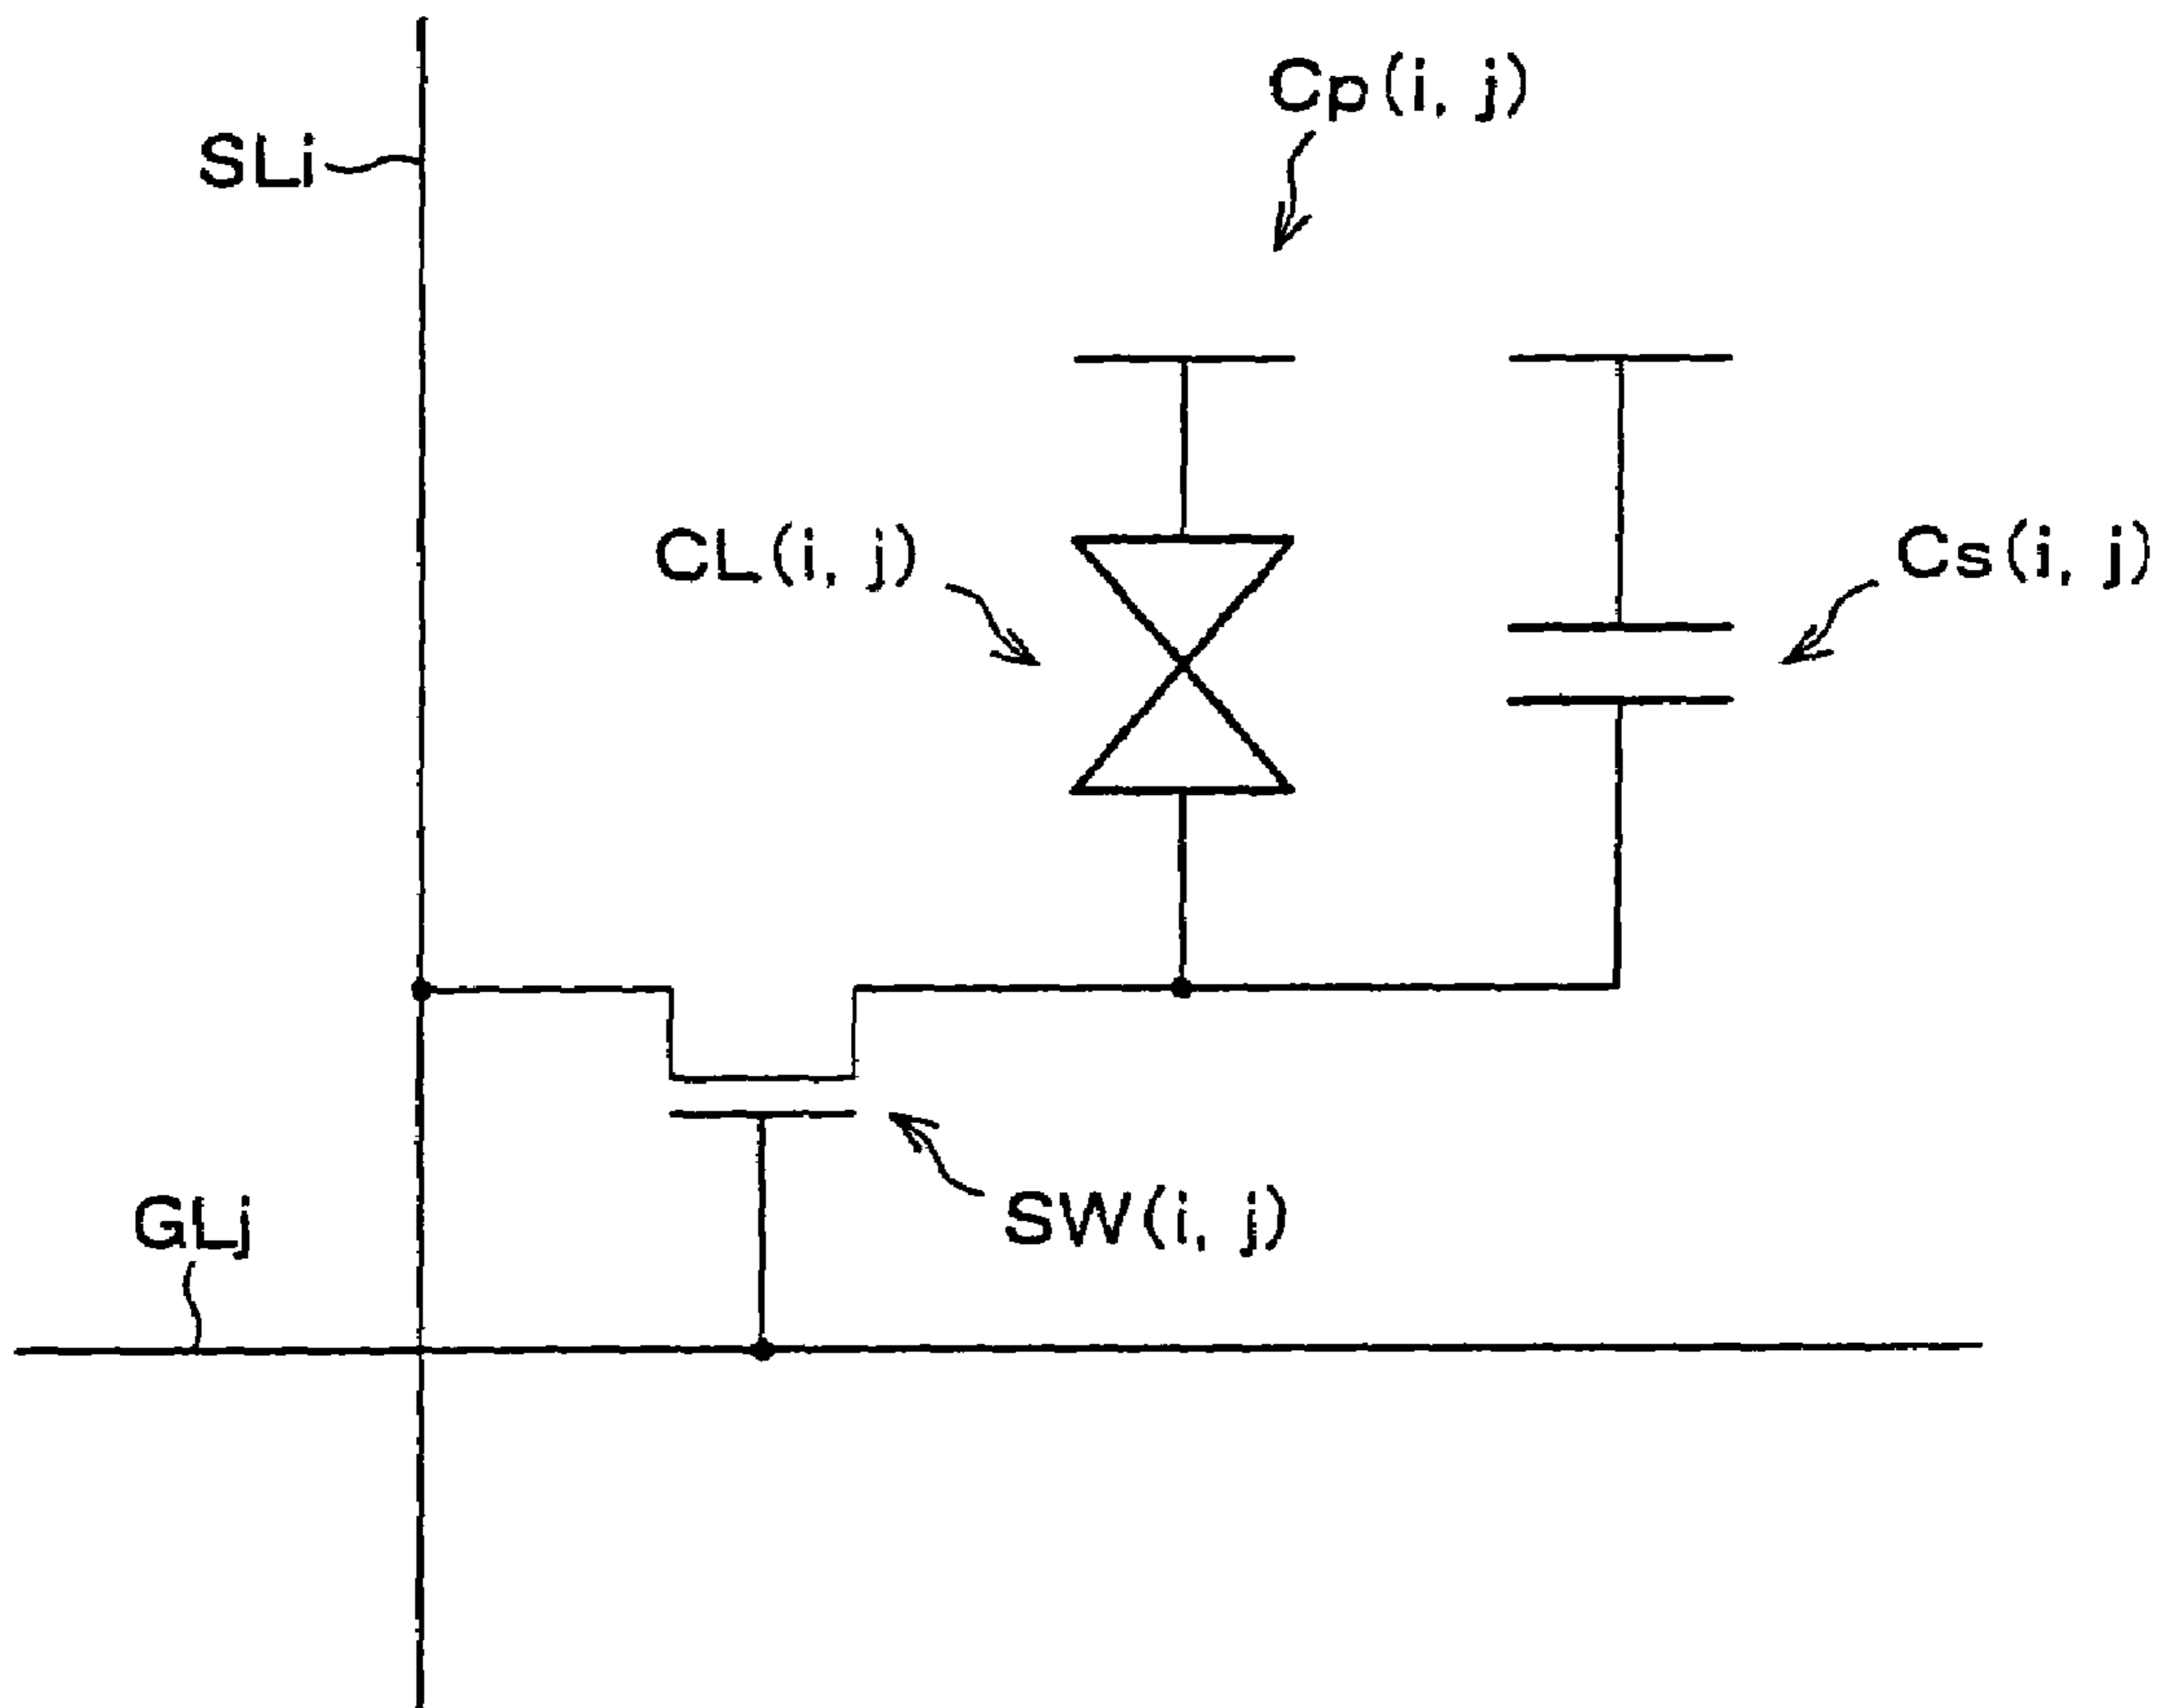 Cp(i, j)
SLi
CL(i, j)
Cs(i, j)
SW(i, j)
GLj